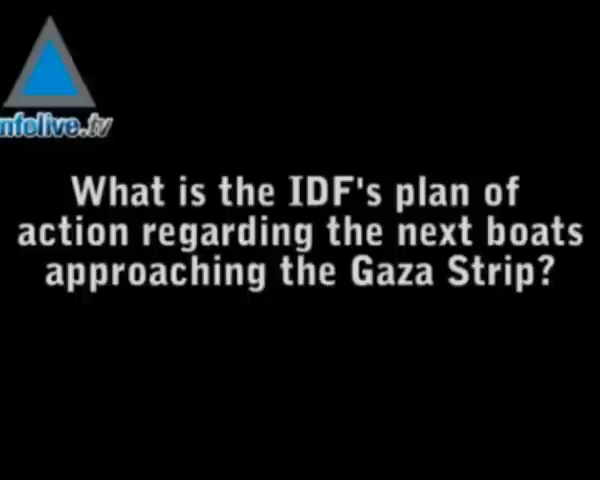 nfolive.tv
What is the IDF's plan of
action regarding the next boats
approaching the Gaza Strip?